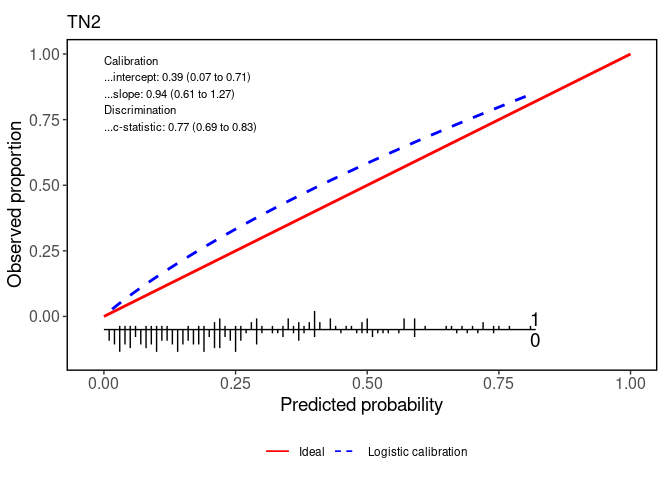 TN2
Calibration
...intercept: 0.39 (0.07 to 0.71)
...slope: 0.94 (0.61 to 1.27)
Discrimination
...c-statistic: 0.77 (0.69 to 0.83)
Observed proportion
1.00
0.75
0.50
0.25
0.00
1
0
0.00 0.25 0.50 0.75 1.00
Predicted probability
Ideal Logistic calibration